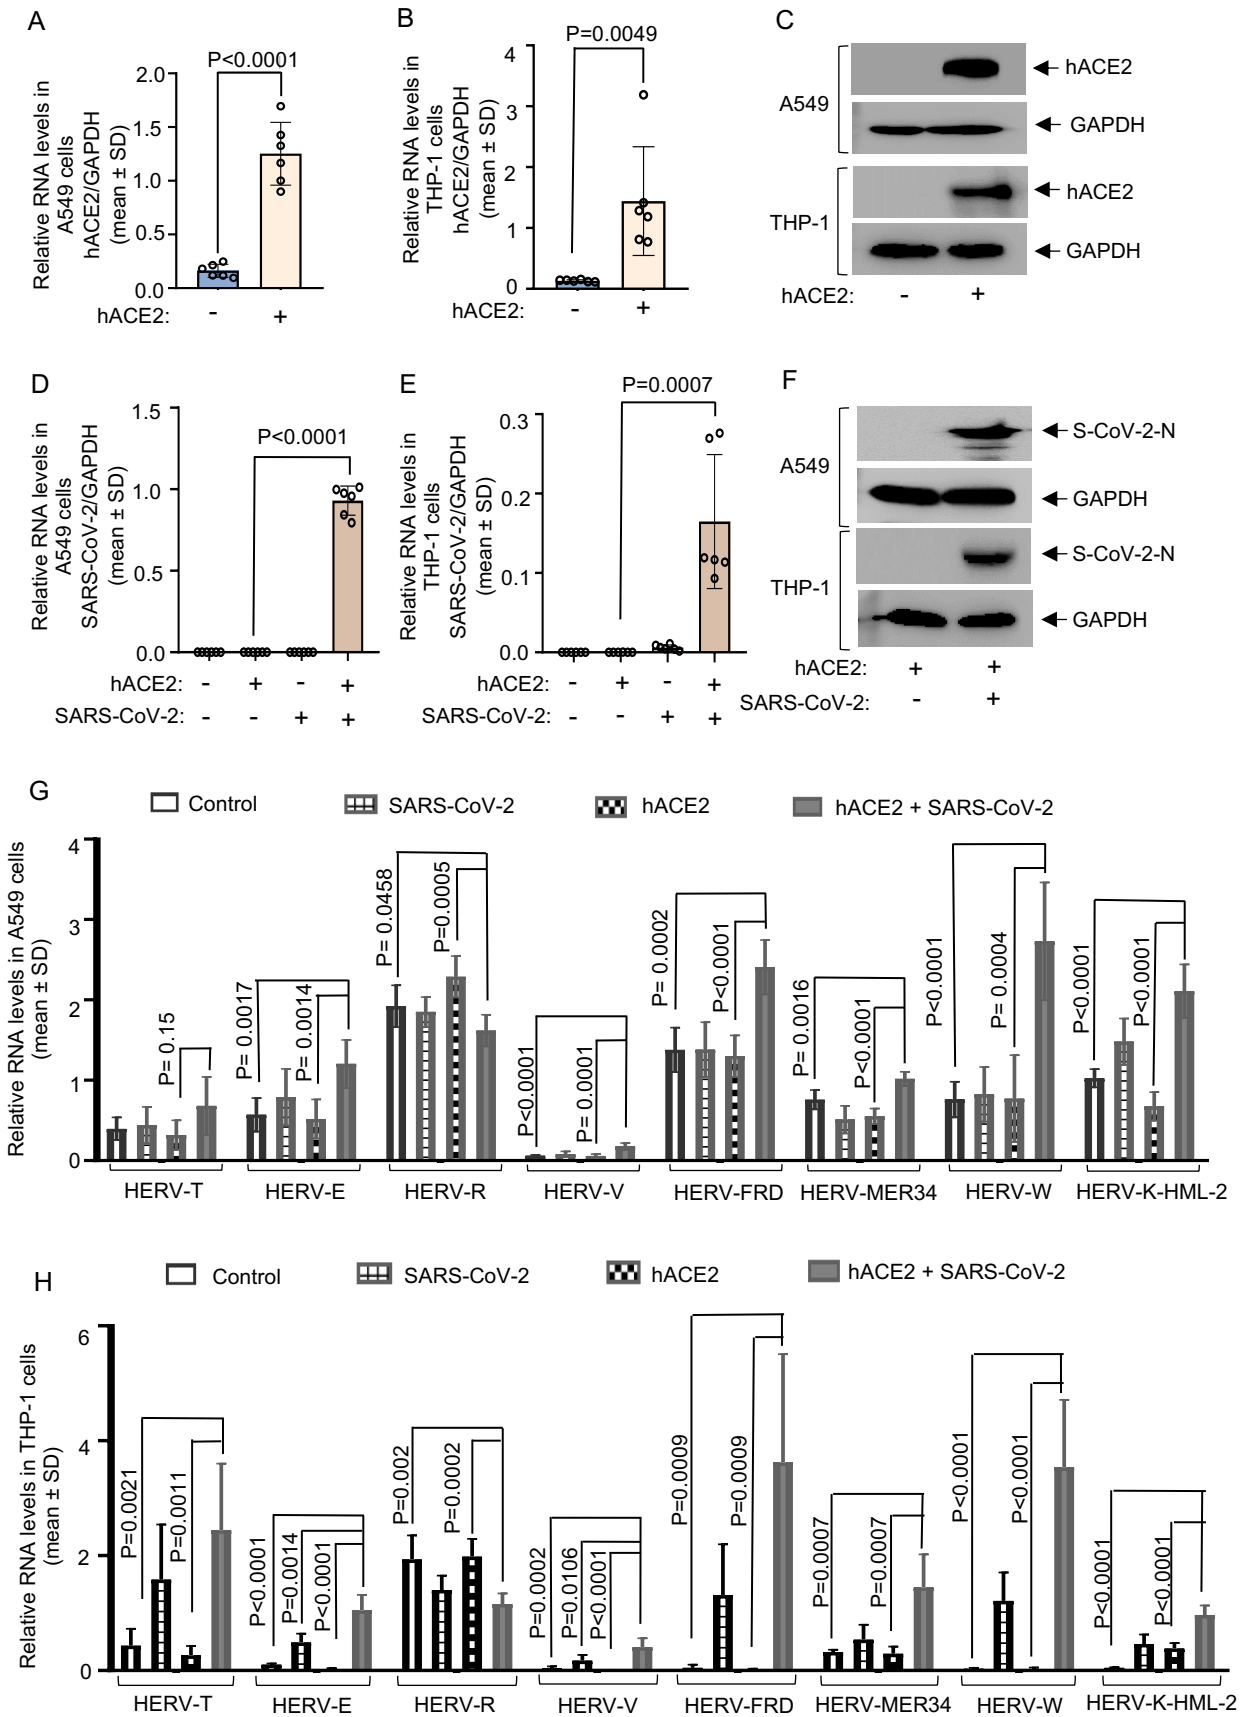 A
Relative RNA levels in
A549 cells
hACE2/GAPDH
(mean ± SD)
P<0.0001
2.0
1.5
1.0
0.5
0.0
hACE2:
-
+
B
Relative RNA levels in
THP-1 cells
hACE2/GAPDH
(mean ± SD)
P=0.0049
4
3
2
1
0
hACE2:
-
+
C
A549
hACE2
GAPDH
THP-1
hACE2
GAPDH
hACE2:
-
+
D
Relative RNA levels in
A549 cells
SARS-CoV-2/GAPDH
(mean ± SD)
P<0.0001
1.5
1.0
0.5
0.0
hACE2: - + - +
SARS-CoV-2: - - + +
E
Relative RNA levels in
THP-1 cells
SARS-CoV-2/GAPDH
(mean ± SD)
P=0.0007
0.3
0.2
0.1
0.0
hACE2: - + - +
SARS-CoV-2: - - + +
F
A549
S-CoV-2-N
GAPDH
THP-1
S-CoV-2-N
GAPDH
hACE2: + +
SARS-CoV-2: - +
G
Control
SARS-CoV-2
hACE2
hACE2 + SARS-CoV-2
Relative RNA levels in A549 cells
(mean ± SD)
4
3
2
1
0
P= 0.15
P= 0.0017
P= 0.0014
P= 0.0458
P=0.0005
P<0.0001
P= 0.0001
P= 0.0002
P<0.0001
P= 0.0016
P<0.0001
P<0.0001
P= 0.0004
P<0.0001
P<0.0001
HERV-T
HERV-E
HERV-R
HERV-V
HERV-FRD
HERV-MER34
HERV-W
HERV-K-HML-2
H
Control
SARS-CoV-2
hACE2
hACE2 + SARS-CoV-2
Relative RNA levels in THP-1 cells
(mean ± SD)
6
4
2
0
P=0.0021
P=0.0011
P<0.0001
P=0.0014
P<0.0001
P=0.002
P=0.0002
P=0.0002
P=0.0106
P<0.0001
P=0.0009
P=0.0009
P=0.0007
P=0.0007
P<0.0001
P<0.0001
P<0.0001
P<0.0001
HERV-T
HERV-E
HERV-R
HERV-V
HERV-FRD
HERV-MER34
HERV-W
HERV-K-HML-2